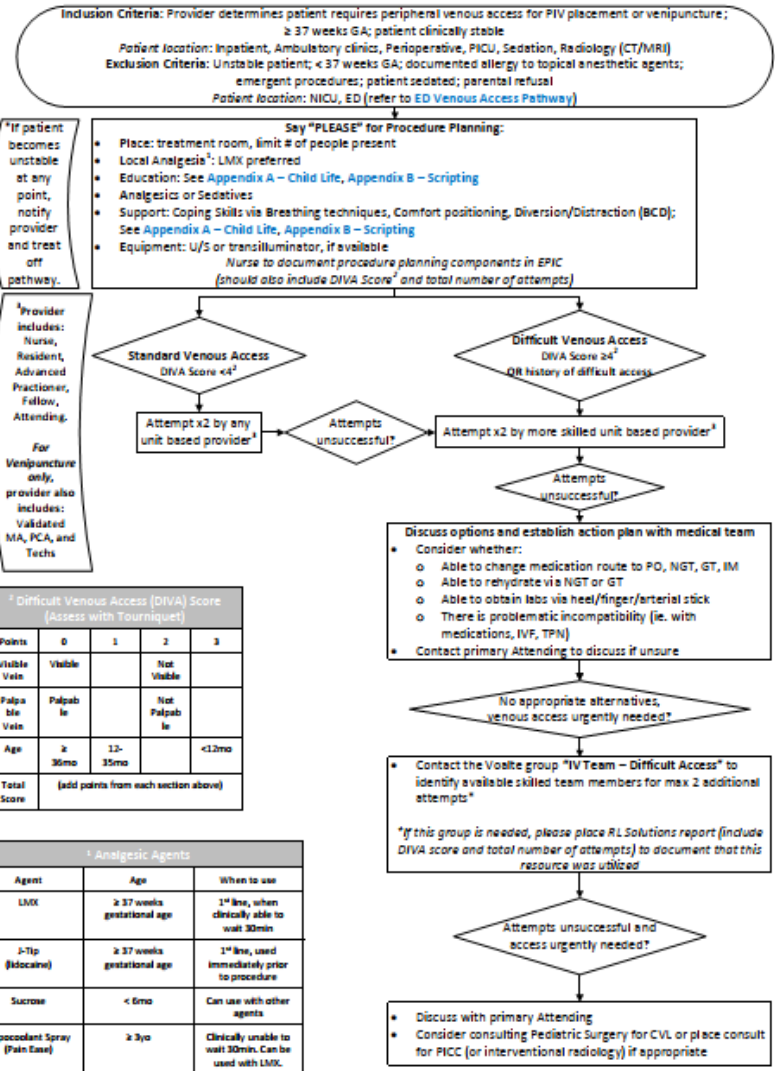 Inclusion Criteria: Provider determines patient requires peripheral venous access for PIV placement or venipuncture;
≥ 37 weeks GA; patient clinically stable
Patient location: Inpatient, Ambulatory clinics, Perioperative, PICU, Sedation, Radiology (CT/MRI)
Exclusion Criteria: Unstable patient; < 37 weeks GA; documented allergy to topical anesthetic agents;
emergent procedures; patient sedated; parental refusal
Patient location: NICU, ED (refer to ED Venous Access Pathway)
*If patient
becomes
unstable
at any
point,
notify
provider
and treat
off
pathway.
Say "PLEASE" for Procedure Planning:
• Place: treatment room, limit # of people present
• Local Analgesia¹: LMX preferred
• Education: See Appendix A – Child Life, Appendix B – Scripting
• Analgesics or Sedatives
• Support: Coping Skills via Breathing techniques, Comfort positioning, Diversion/Distraction (BCD);
See Appendix A – Child Life, Appendix B – Scripting
• Equipment: U/S or transilluminator, if available
Nurse to document procedure planning components in EPIC
(should also include DIVA Score² and total number of attempts)
³Provider
includes:
Nurse,
Resident,
Advanced
Practioner,
Fellow,
Attending.
For
Venipuncture
only,
provider also
includes:
Validated
MA, PCA, and
Techs
Standard Venous Access
DIVA Score <4²
Difficult Venous Access
DIVA Score ≥4²
OR history of difficult access
Attempt x2 by any
unit based provider³
Attempts
unsuccessful?
Attempt x2 by more skilled unit based provider³
Attempts
unsuccessful?
Discuss options and establish action plan with medical team
• Consider whether:
o Able to change medication route to PO, NGT, GT, IM
o Able to rehydrate via NGT or GT
o Able to obtain labs via heel/finger/arterial stick
o There is problematic incompatibility (ie. with
medications, IVF, TPN)
• Contact primary Attending to discuss if unsure
No appropriate alternatives,
venous access urgently needed?
• Contact the Voalte group "IV Team – Difficult Access" to
identify available skilled team members for max 2 additional
attempts*
*If this group is needed, please place RL Solutions report (include
DIVA score and total number of attempts) to document that this
resource was utilized
Attempts unsuccessful and
access urgently needed?
• Discuss with primary Attending
• Consider consulting Pediatric Surgery for CVL or place consult
for PICC (or interventional radiology) if appropriate
² Difficult Venous Access (DIVA) Score
(Assess with Tourniquet)
Points 0 1 2 3
Visible
Vein Visible Not
Visible
Palpa
ble
Vein Palpab
le Not
Palpab
le
Age ≥
36mo 12-
35mo <12mo
Total
Score (add points from each section above)
¹ Analgesic Agents
Agent Age When to use
LMX ≥ 37 weeks
gestational age 1st line, when
clinically able to
wait 30min
J-Tip
(lidocaine) ≥ 37 weeks
gestational age 1st line, used
immediately prior
to procedure
Sucrose < 6mo Can use with other
agents
pocoolant Spray
(Pain Ease) ≥ 3yo Clinically unable to
wait 30min. Can be
used with LMX.